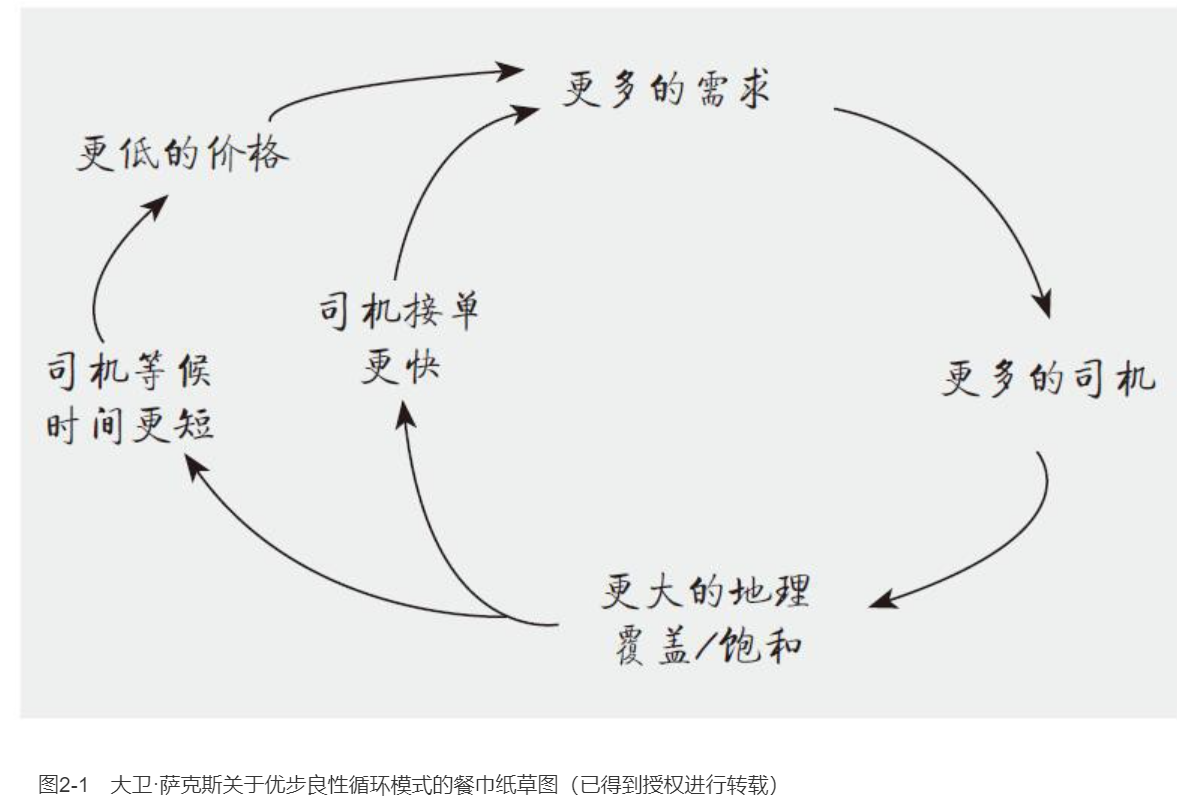 更多的需求
更低的价格
司机接单
更快
司机等候
时间更短
更多的司机
更大的地理
覆盖/饱和
图2-1 大卫·萨克斯关于优步良性循环模式的餐巾纸草图（已得到授权进行转载）